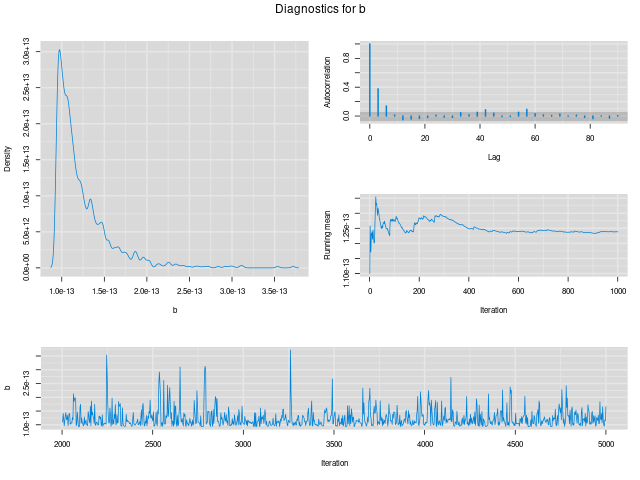 Diagnostics for b
Density
0.0e+00 5.0e+12 1.0e+13 1.5e+13 2.0e+13 2.5e+13 3.0e+13
1.0e-13 1.5e-13 2.0e-13 2.5e-13 3.0e-13 3.5e-13
b
Autocorrelation
0.0 0.4 0.8
0 20 40 60 80
Lag
Running mean
1.10e-13 1.25e-13
0 200 400 600 800 1000
Iteration
b
1.0e-13 2.5e-13
2000 2500 3000 3500 4000 4500 5000
Iteration